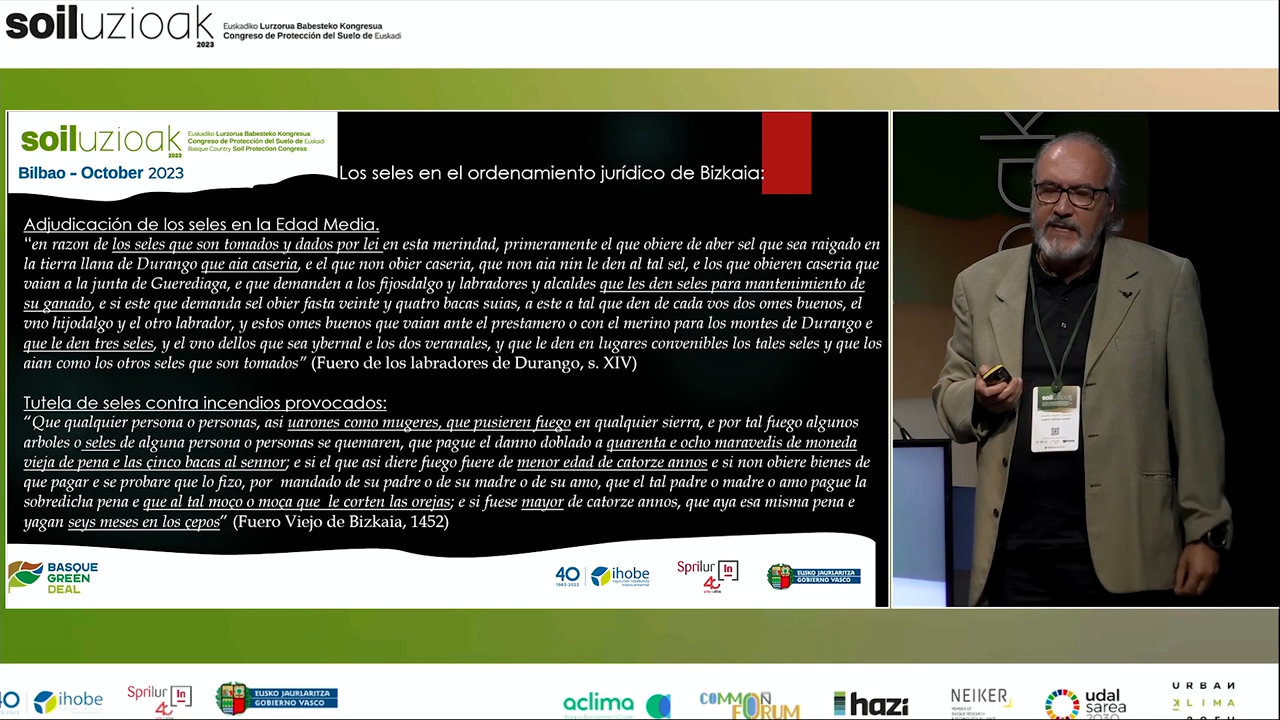 soiluzioak
2023
Euskadiko Lurzorua Babesteko Kongresua
Congreso de Protección del Suelo de Euskadi
soiluzioak
2023
Euskadiko Lurzorua Babesteko Kongresua
Congreso de Protección del Suelo de Euskadi
Basque Country Soil Protection Congress
Bilbao - October 2023
Los seles en el ordenamiento jurídico de Bizkaia:
Adjudicación de los seles en la Edad Media.
“en razon de los seles que son tomados y dados por lei en esta merindad, primeramente el que obiere de aber sel que sea raigado en
la tierra llana de Durango que aia caseria, e el que non obier caseria, que non aia nin le den al tal sel, e los que obieren caseria que
vaian a la junta de Guerediaga, e que demanden a los fijosdalgo y labradores y alcaldes que les den seles para mantenimiento de
su ganado, e si este que demanda sel obier fasta veinte y quatro bacas suias, a este a tal que den de cada vos dos omes buenos, el
vno hijodalgo y el otro labrador, y estos omes buenos que vaian ante el prestamero o con el merino para los montes de Durango e
que le den tres seles, y el vno dellos que sea ybernal e los dos veranales, y que le den en lugares convenibles los tales seles y que los
aian como los otros seles que son tomados” (Fuero de los labradores de Durango, s. XIV)
Tutela de seles contra incendios provocados:
“Que qualquier persona o personas, asi uarones como mugeres, que pusieren fuego en qualquier sierra, e por tal fuego algunos
arboles o seles de alguna persona o personas se quemaren, que pague el danno doblado a quarenta e ocho maravedis de moneda
vieja de pena e las çinco bacas al sennor; e si el que asi diere fuego fuere de menor edad de catorze annos e si non obiere bienes de
que pagar e se probare que lo fizo, por mandado de su padre o de su madre o de su amo, que el tal padre o madre o amo pague la
sobredicha pena e que al tal moço o moça que le corten las orejas; e si fuese mayor de catorze annos, que aya esa misma pena e
yagan seys meses en los çepos” (Fuero Viejo de Bizkaia, 1452)
BASQUE
GREEN
DEAL
40
1983-2023
ihobe
Sprilur
EUSKO JAURLARITZA
GOBIERNO VASCO
ihobe
Sprilur
EUSKO JAURLARITZA
GOBIERNO VASCO
aclima
COMMON
FORUM
hazi
NEIKER
udal
sarea
2030
URBAN
KLIMA